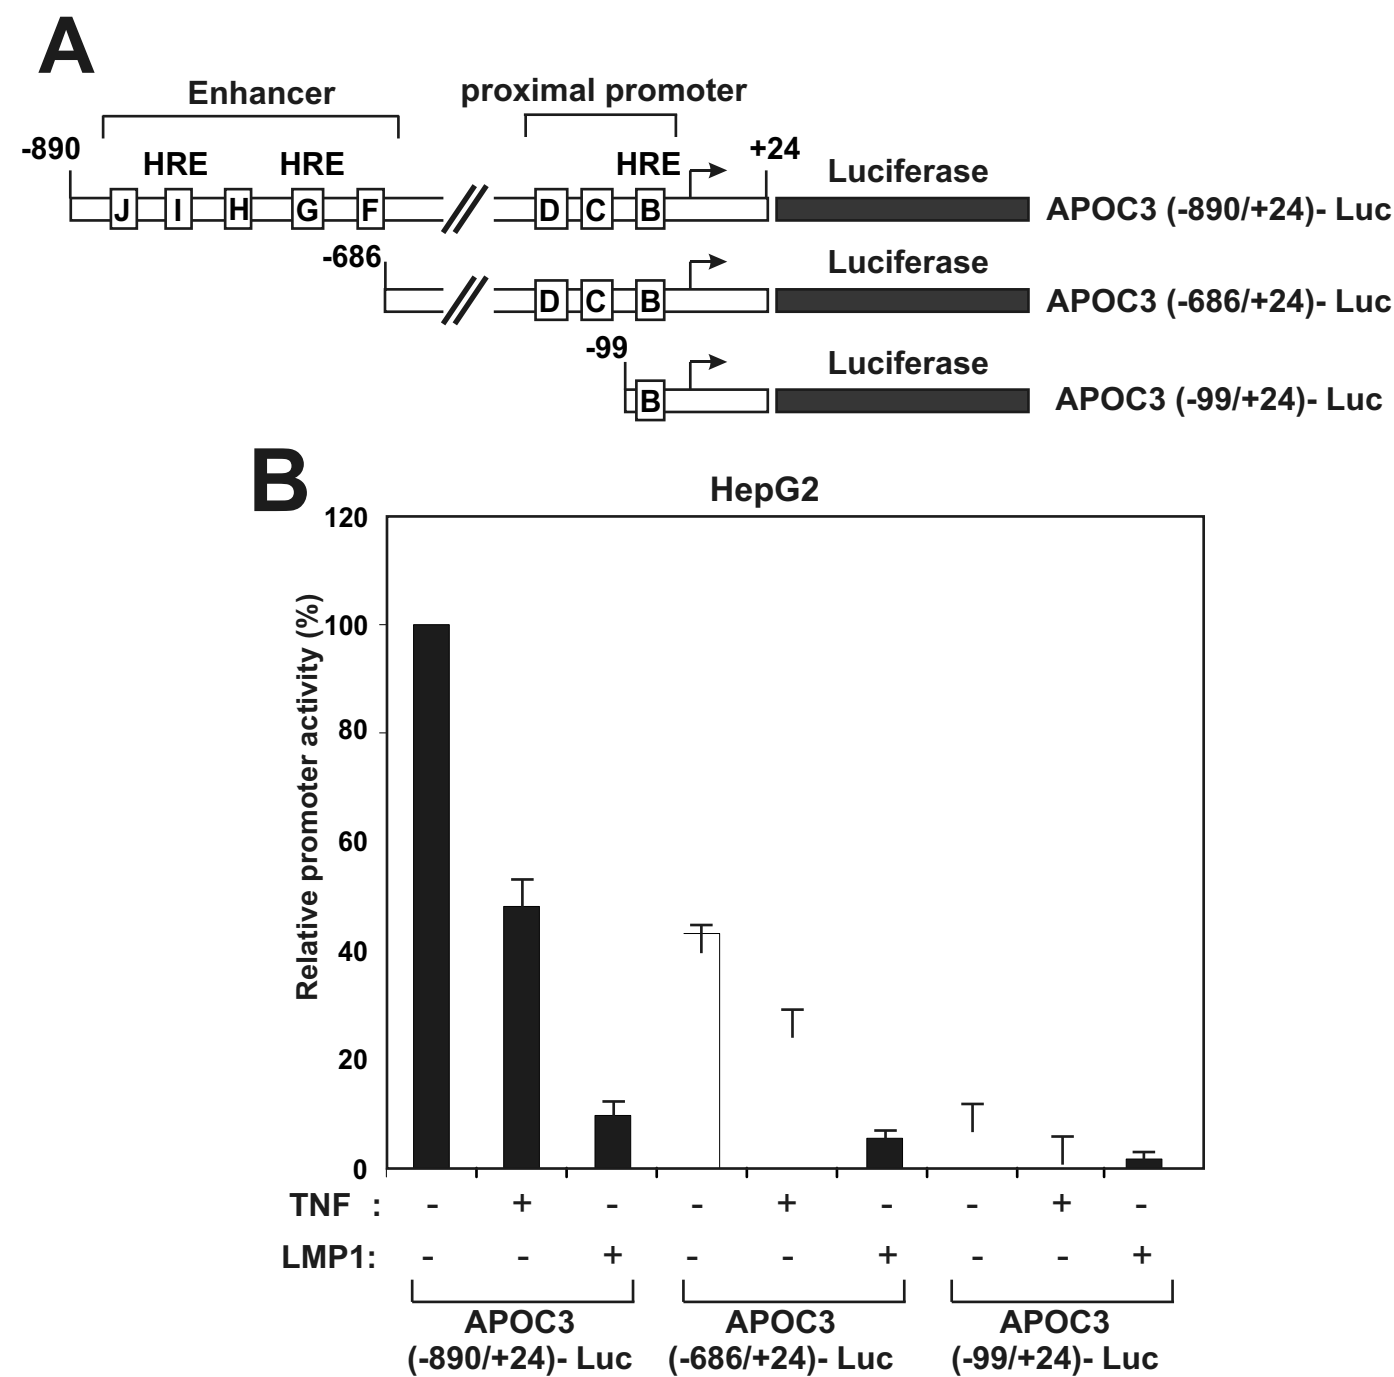 A
Enhancer proximal promoter
-890 HRE HRE HRE +24
Luciferase
J I H G F D C B APOC3 (-890/+24)- Luc
-686 Luciferase
D C B APOC3 (-686/+24)- Luc
-99 Luciferase
B APOC3 (-99/+24)- Luc
B
HepG2
Relative promoter activity (%)
120
100
80
60
40
20
0
TNF : - + - - + - - + -
LMP1: - - + - - + - - +
APOC3 APOC3 APOC3
(-890/+24)- Luc (-686/+24)- Luc (-99/+24)- Luc